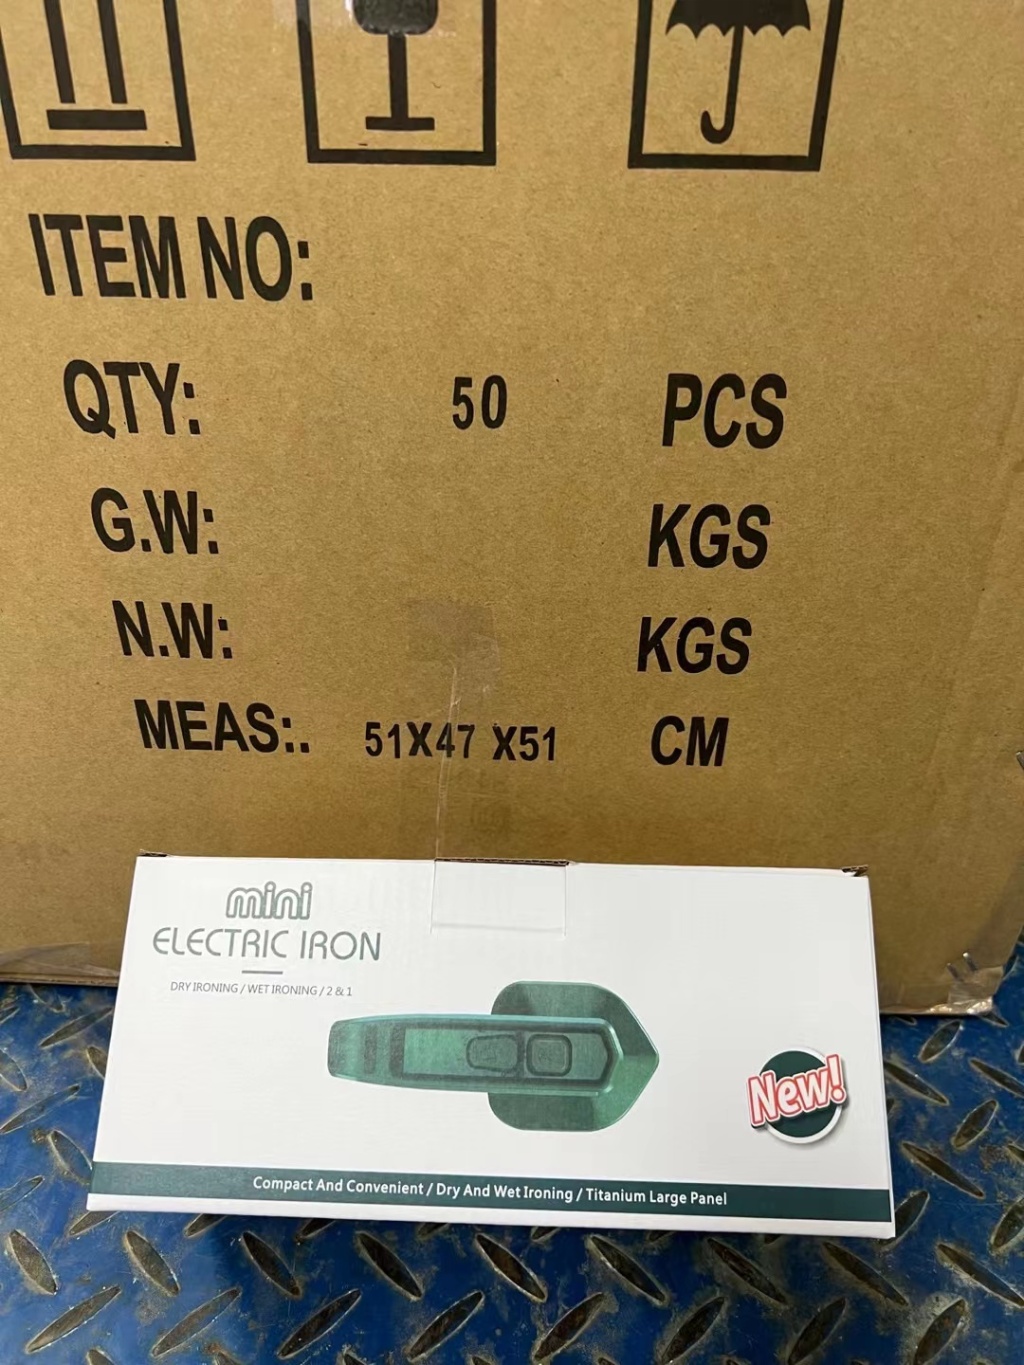 ITEM NO:
QTY: 50 PCS
G.W: KGS
N.W: KGS
MEAS:. 51X47 X51 CM
mini
ELECTRIC IRON
DRY IRONING / WET IRONING / 2 & 1
New!
Compact And Convenient / Dry And Wet Ironing / Titanium Large Panel